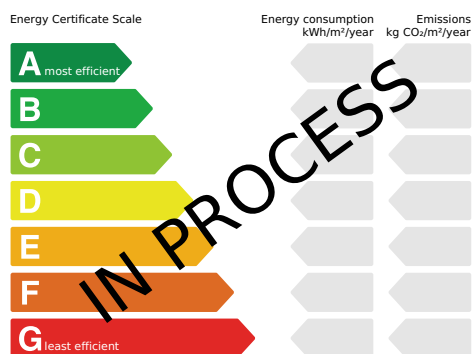 Energy Certificate Scale
Energy consumption
kWh/m²/year
Emissions
kg CO₂/m²/year
A most efficient
B
C
D
E
F
G least efficient
IN PROCESS